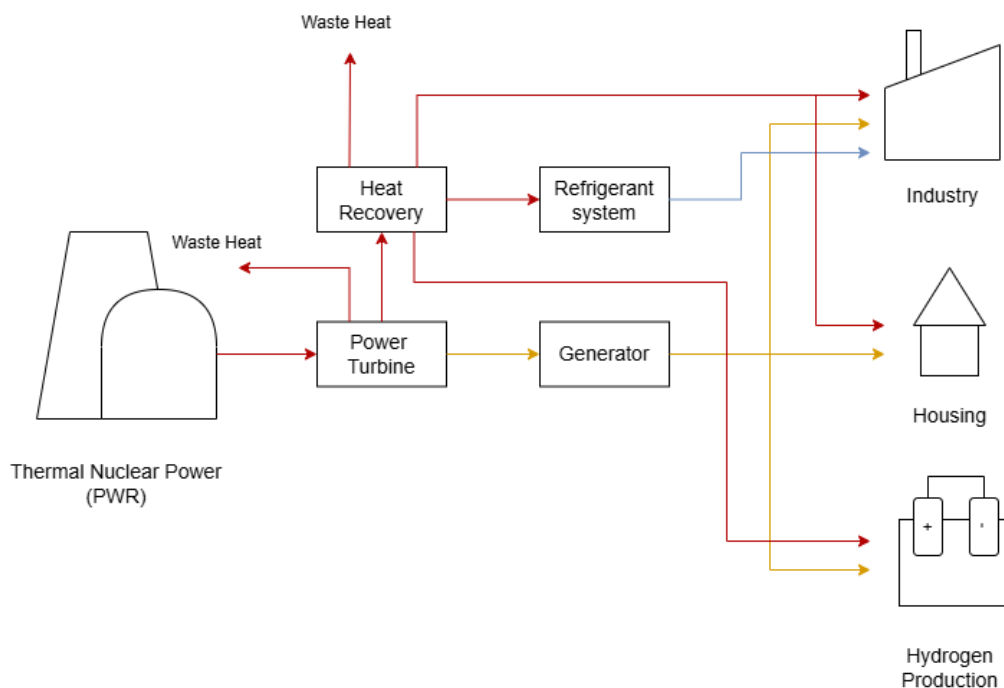 Waste Heat
Heat
Recovery
Refrigerant
system
Industry
Waste Heat
Power
Turbine
Generator
Housing
Thermal Nuclear Power
(PWR)
+
-
Hydrogen
Production